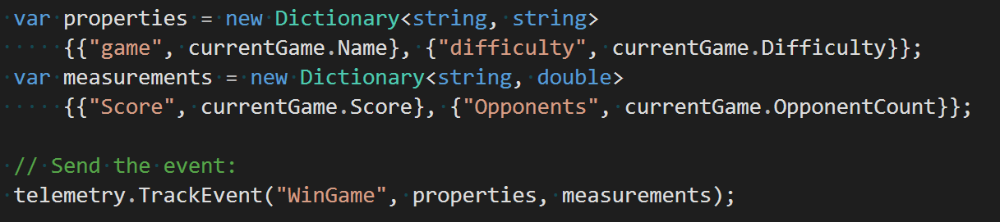 var properties = new Dictionary<string, string>
{{"game", currentGame.Name}, {"difficulty", currentGame.Difficulty}};
var measurements = new Dictionary<string, double>
{{"Score", currentGame.Score}, {"Opponents", currentGame.OpponentCount}};
// Send the event:
telemetry.TrackEvent("WinGame", properties, measurements);